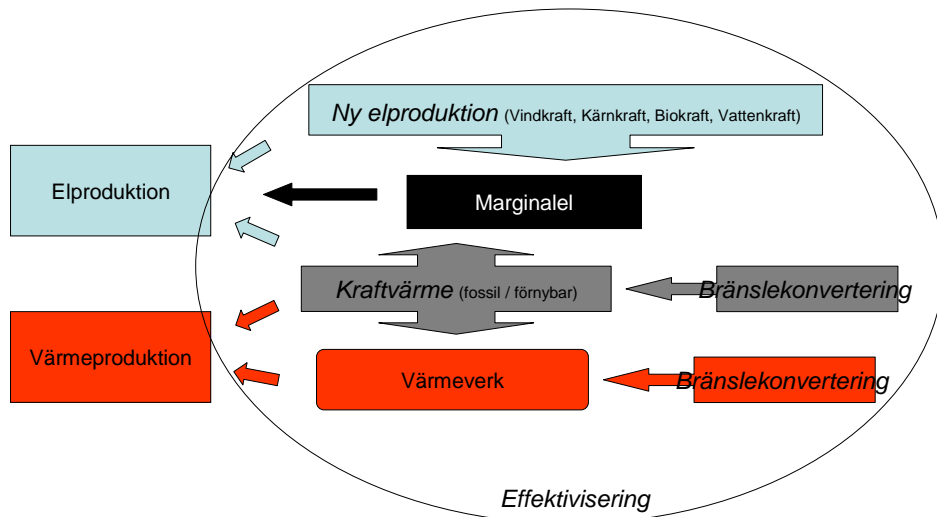 Ny elproduktion (Vindkraft, Kärnkraft, Biokraft, Vattenkraft)
Elproduktion
Marginalel
Kraftvärme (fossil / förnybar)
Bränslekonvertering
Värmeproduktion
Värmeverk
Bränslekonvertering
Effektivisering